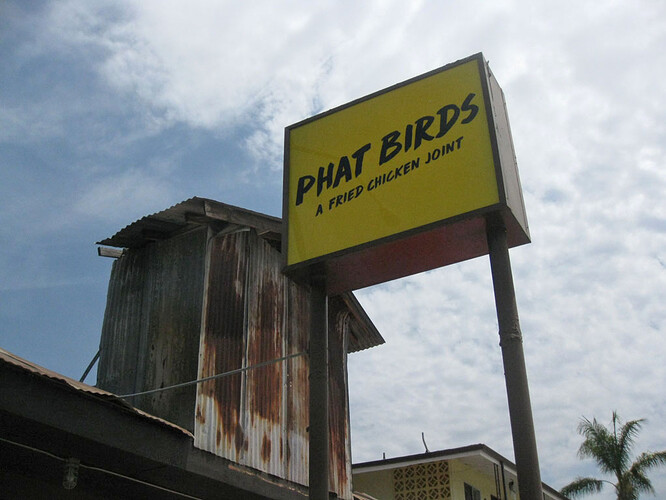 PHAT BIRDS
A FRIED CHICKEN JOINT